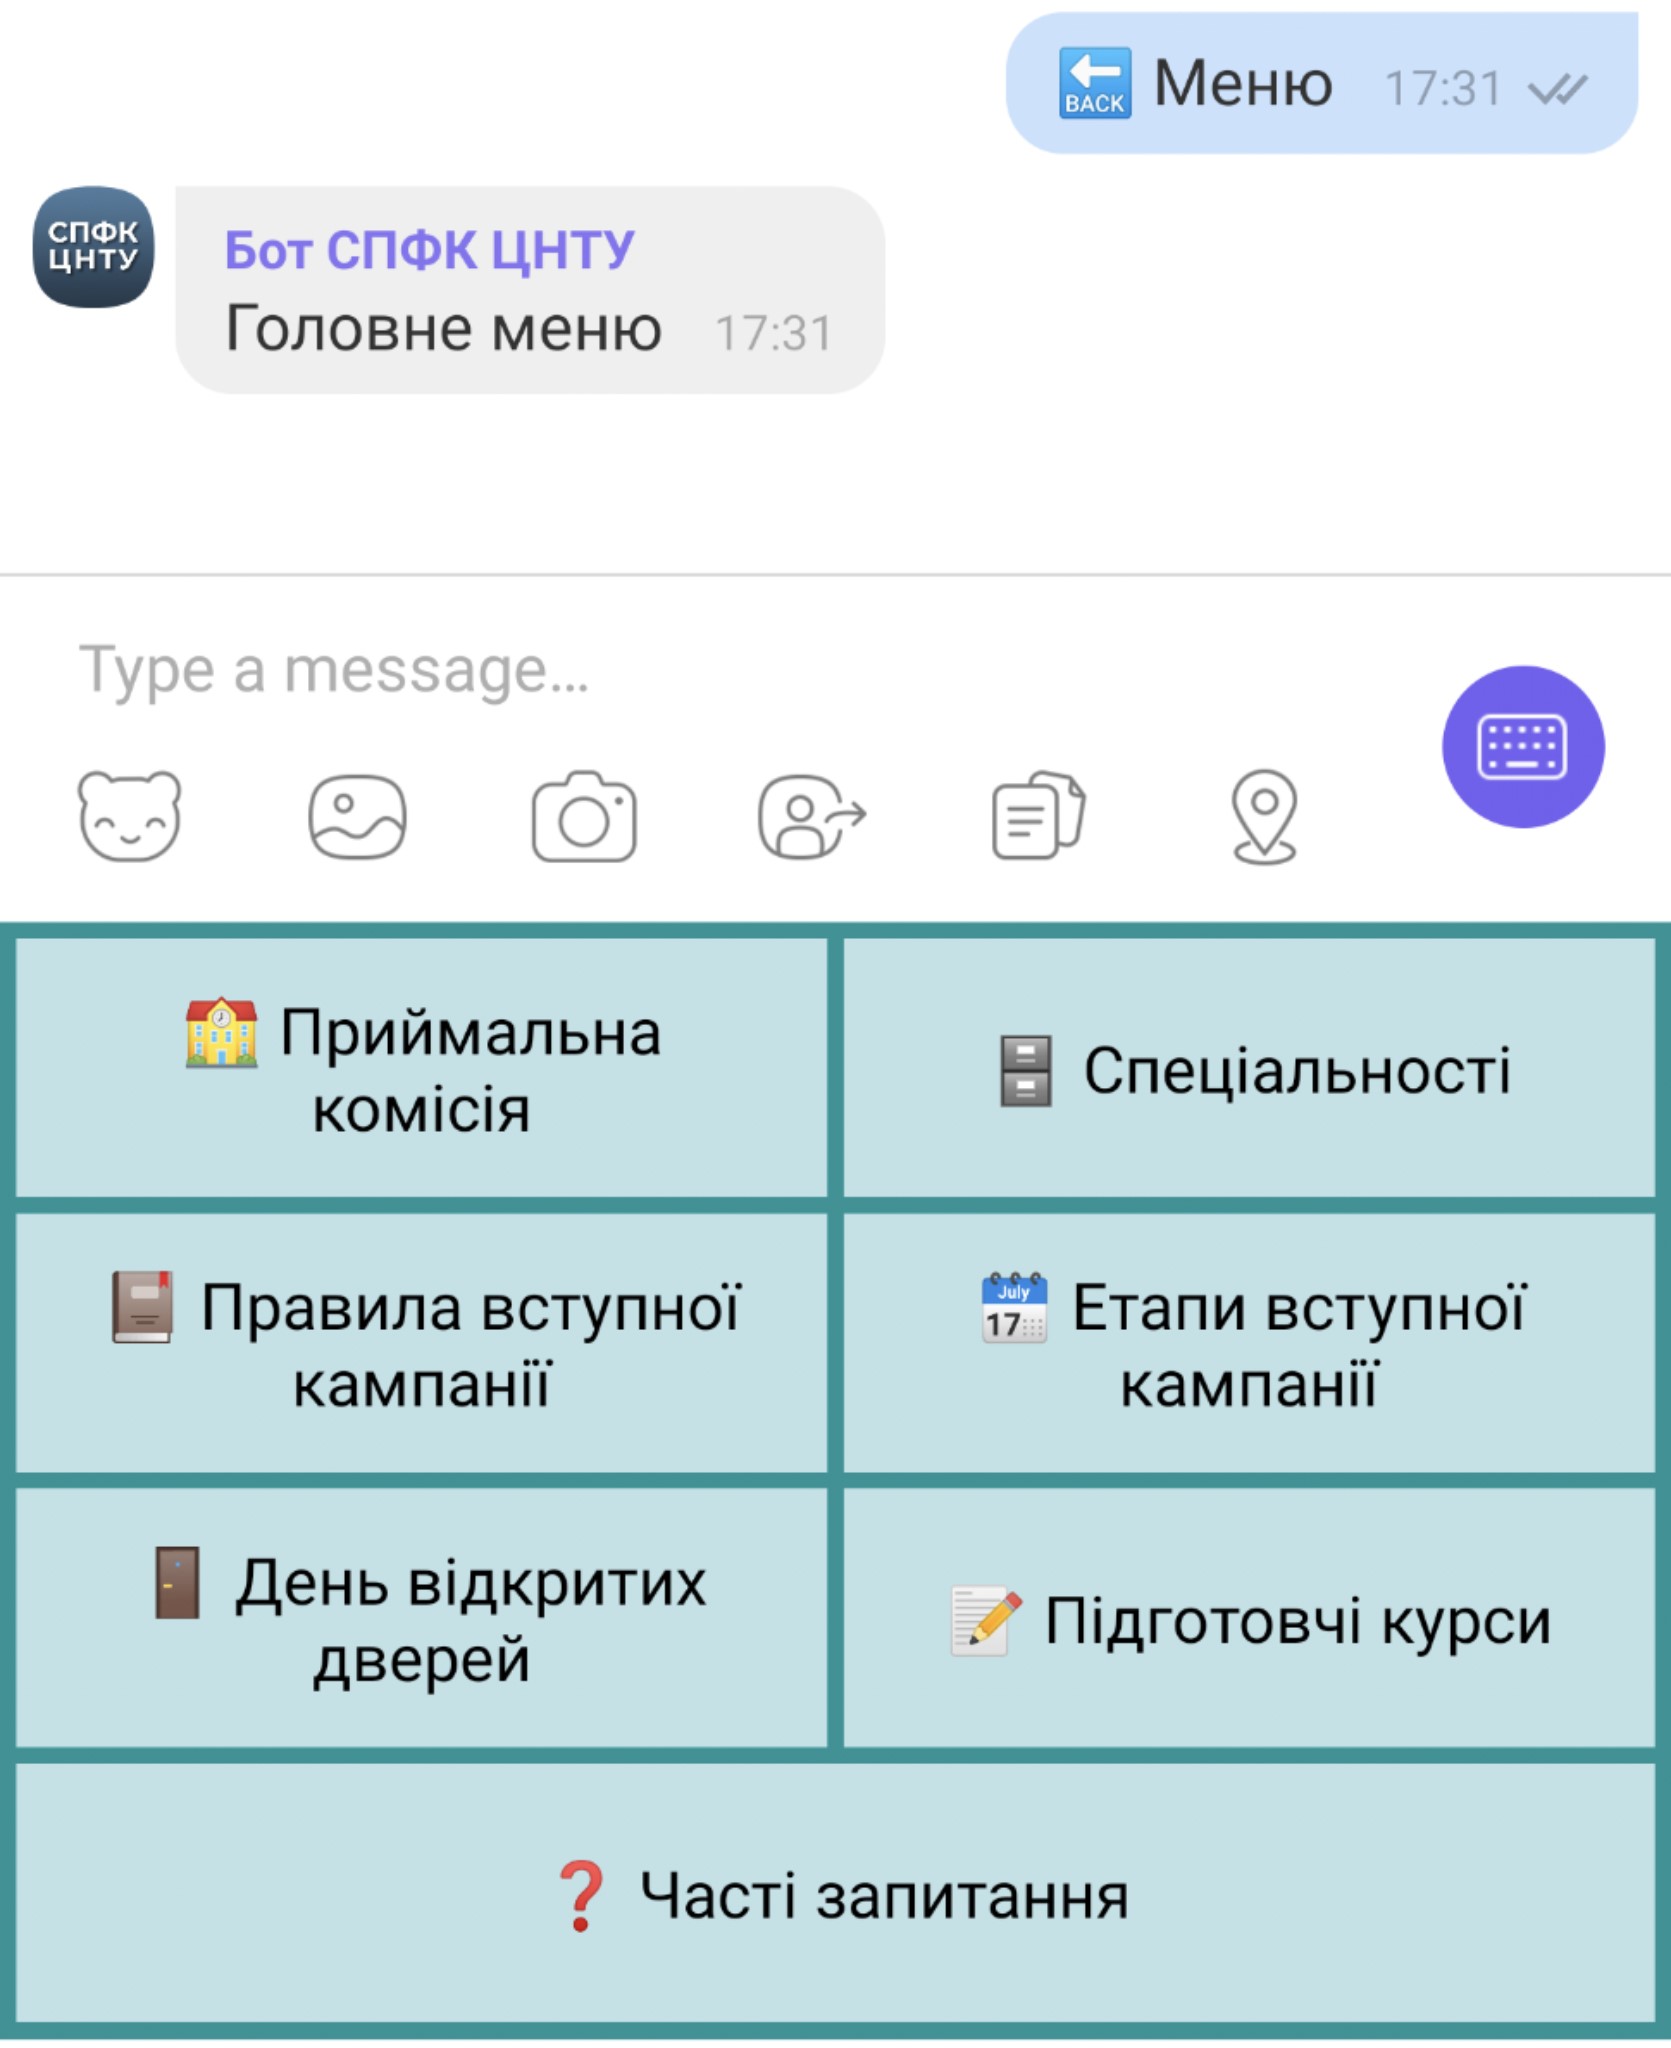 BACK Меню 17:31
СПФК
ЦНТУ
Бот СПФК ЦНТУ
Головне меню 17:31
Type a message...
Приймальна
комісія
Спеціальності
Правила вступної
кампанії
July
17
Етапи вступної
кампанії
День відкритих
дверей
Підготовчі курси
❓ Часті запитання